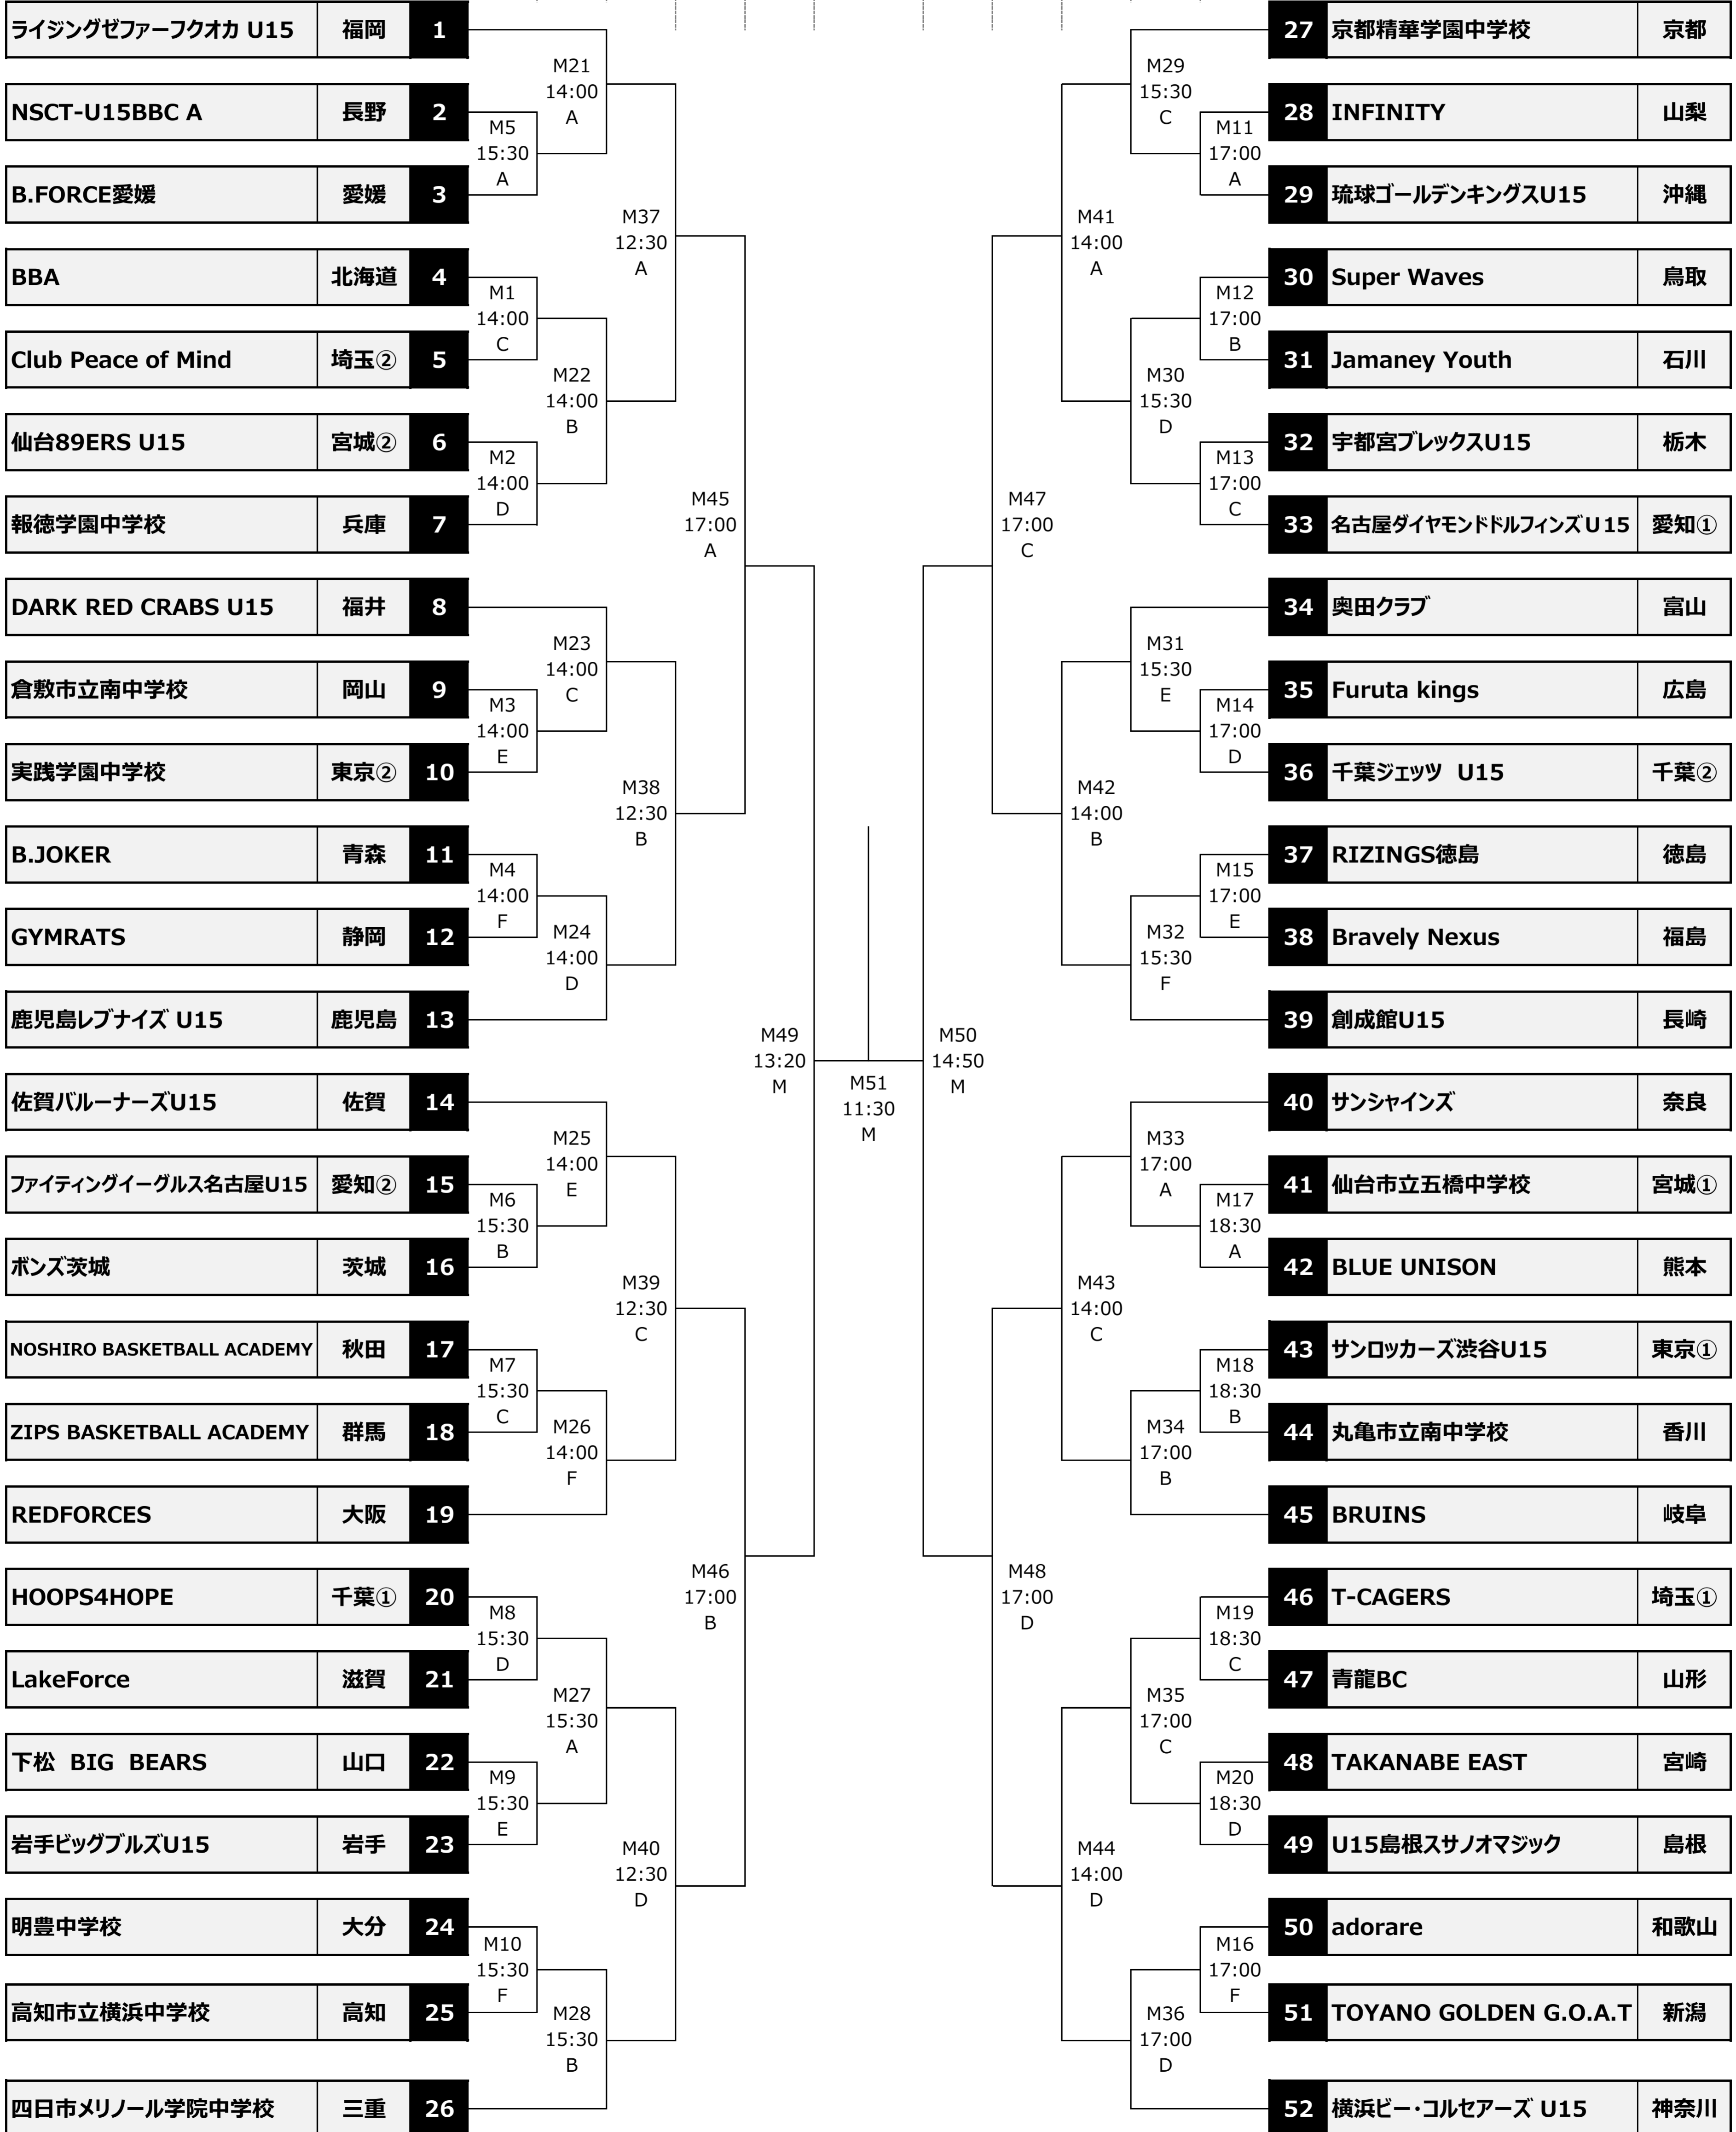 ライジングゼファーフクオカ U15 福岡 1
M21
14:00
A
NSCT-U15BBC A 長野 2
M5
15:30
A
B.FORCE愛媛 愛媛 3
M37
12:30
A
BBA 北海道 4
M1
14:00
C
Club Peace of Mind 埼玉② 5
M22
14:00
B
仙台89ERS U15 宮城② 6
M2
14:00
D
報徳学園中学校 兵庫 7
M45
17:00
A
DARK RED CRABS U15 福井 8
M23
14:00
C
倉敷市立南中学校 岡山 9
M3
14:00
E
実践学園中学校 東京② 10
M38
12:30
B
B.JOKER 青森 11
M4
14:00
F
GYMRATS 静岡 12
M24
14:00
D
鹿児島レブナイズ U15 鹿児島 13
M49
13:20
M
佐賀バルーナーズU15 佐賀 14
M25
14:00
E
ファイティングイーグルス名古屋U15 愛知② 15
M6
15:30
B
ボンズ茨城 茨城 16
M39
12:30
C
NOSHIRO BASKETBALL ACADEMY 秋田 17
M7
15:30
C
ZIPS BASKETBALL ACADEMY 群馬 18
M26
14:00
F
REDFORCES 大阪 19
M46
17:00
B
HOOPS4HOPE 千葉① 20
M8
15:30
D
LakeForce 滋賀 21
M27
15:30
A
下松 BIG BEARS 山口 22
M9
15:30
E
岩手ビッグブルズU15 岩手 23
M40
12:30
D
明豊中学校 大分 24
M10
15:30
F
高知市立横浜中学校 高知 25
M28
15:30
B
四日市メリノール学院中学校 三重 26
M51
11:30
M
27 京都精華学園中学校 京都
M29
15:30
C
28 INFINITY 山梨
M11
17:00
A
29 琉球ゴールデンキングスU15 沖縄
M41
14:00
A
30 Super Waves 鳥取
M12
17:00
B
31 Jamaney Youth 石川
M30
15:30
D
32 宇都宮ブレックスU15 栃木
M13
17:00
C
33 名古屋ダイヤモンドドルフィンズU15 愛知①
M47
17:00
C
34 奥田クラブ 富山
M31
15:30
E
35 Furuta kings 広島
M14
17:00
D
36 千葉ジェッツ U15 千葉②
M42
14:00
B
37 RIZINGS徳島 徳島
M15
17:00
E
38 Bravely Nexus 福島
M32
15:30
F
39 創成館U15 長崎
M50
14:50
M
40 サンシャインズ 奈良
M33
17:00
A
41 仙台市立五橋中学校 宮城①
M17
18:30
A
42 BLUE UNISON 熊本
M43
14:00
C
43 サンロッカーズ渋谷U15 東京①
M18
18:30
B
44 丸亀市立南中学校 香川
M34
17:00
B
45 BRUINS 岐阜
M48
17:00
D
46 T-CAGERS 埼玉①
M19
18:30
C
47 青龍BC 山形
M35
17:00
C
48 TAKANABE EAST 宮崎
M20
18:30
D
49 U15島根スサノオマジック 島根
M44
14:00
D
50 adorare 和歌山
M16
17:00
F
51 TOYANO GOLDEN G.O.A.T 新潟
M36
17:00
D
52 横浜ビー・コルセアーズ U15 神奈川